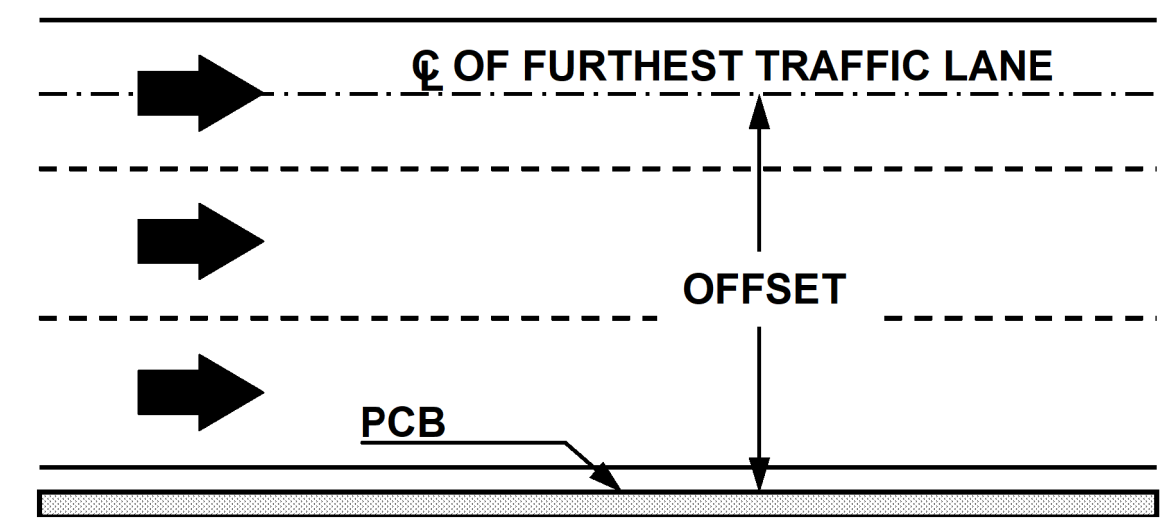 ℄ OF FURTHEST TRAFFIC LANE
OFFSET
PCB